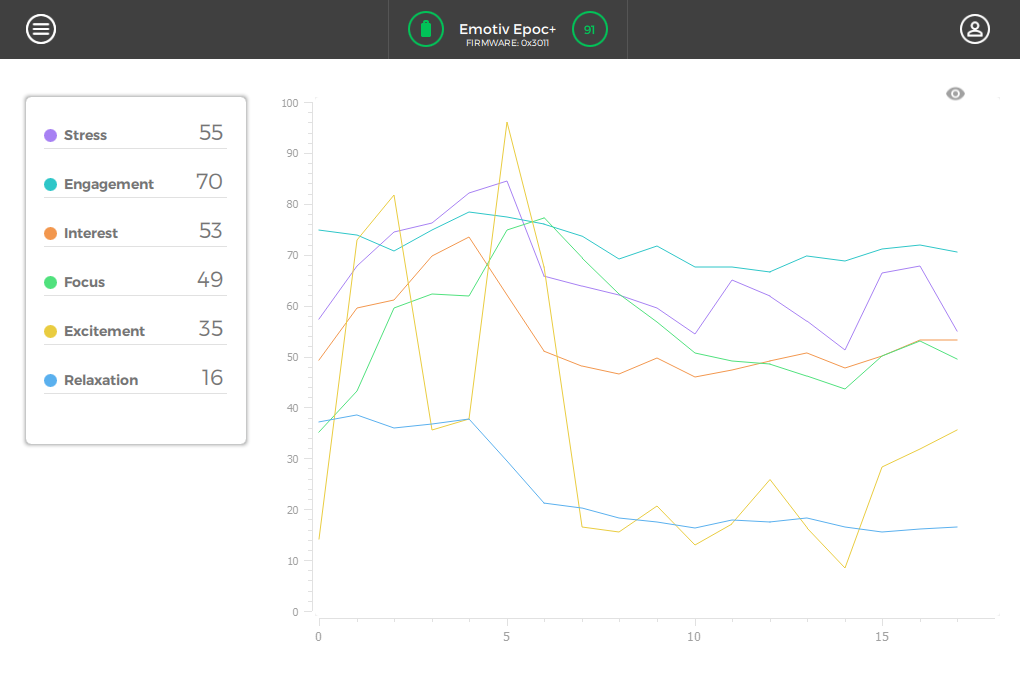 Emotiv Epoc+
FIRMWARE: 0x3011
91
Stress 55
Engagement 70
Interest 53
Focus 49
Excitement 35
Relaxation 16
100
90
80
70
60
50
40
30
20
10
0
0 5 10 15